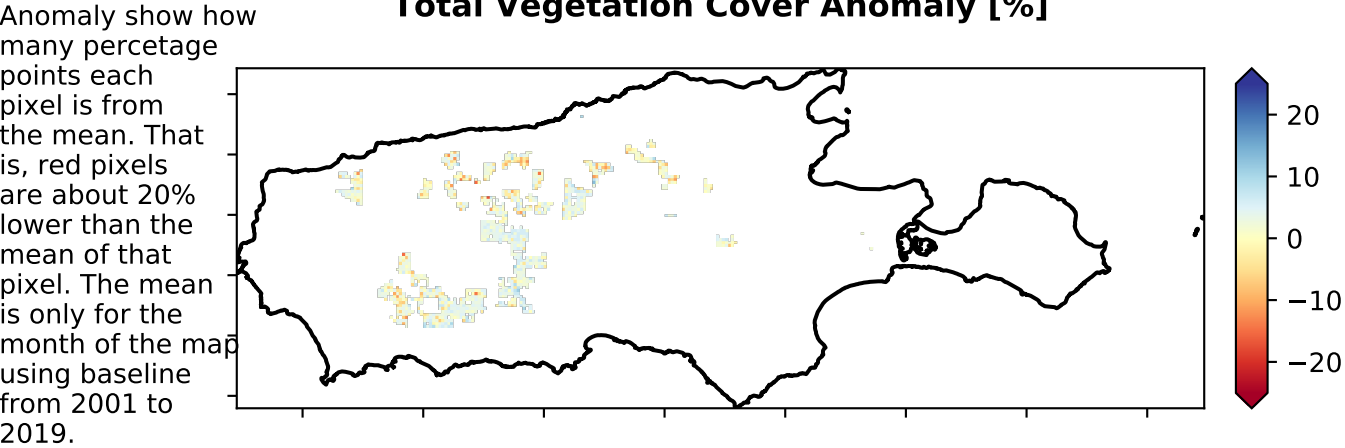 Total Vegetation Cover Anomaly [%]
Anomaly show how
many percetage
points each
pixel is from
the mean. That
is, red pixels
are about 20%
lower than the
mean of that
pixel. The mean
is only for the
month of the map
using baseline
from 2001 to
2019.
20
10
0
−10
−20